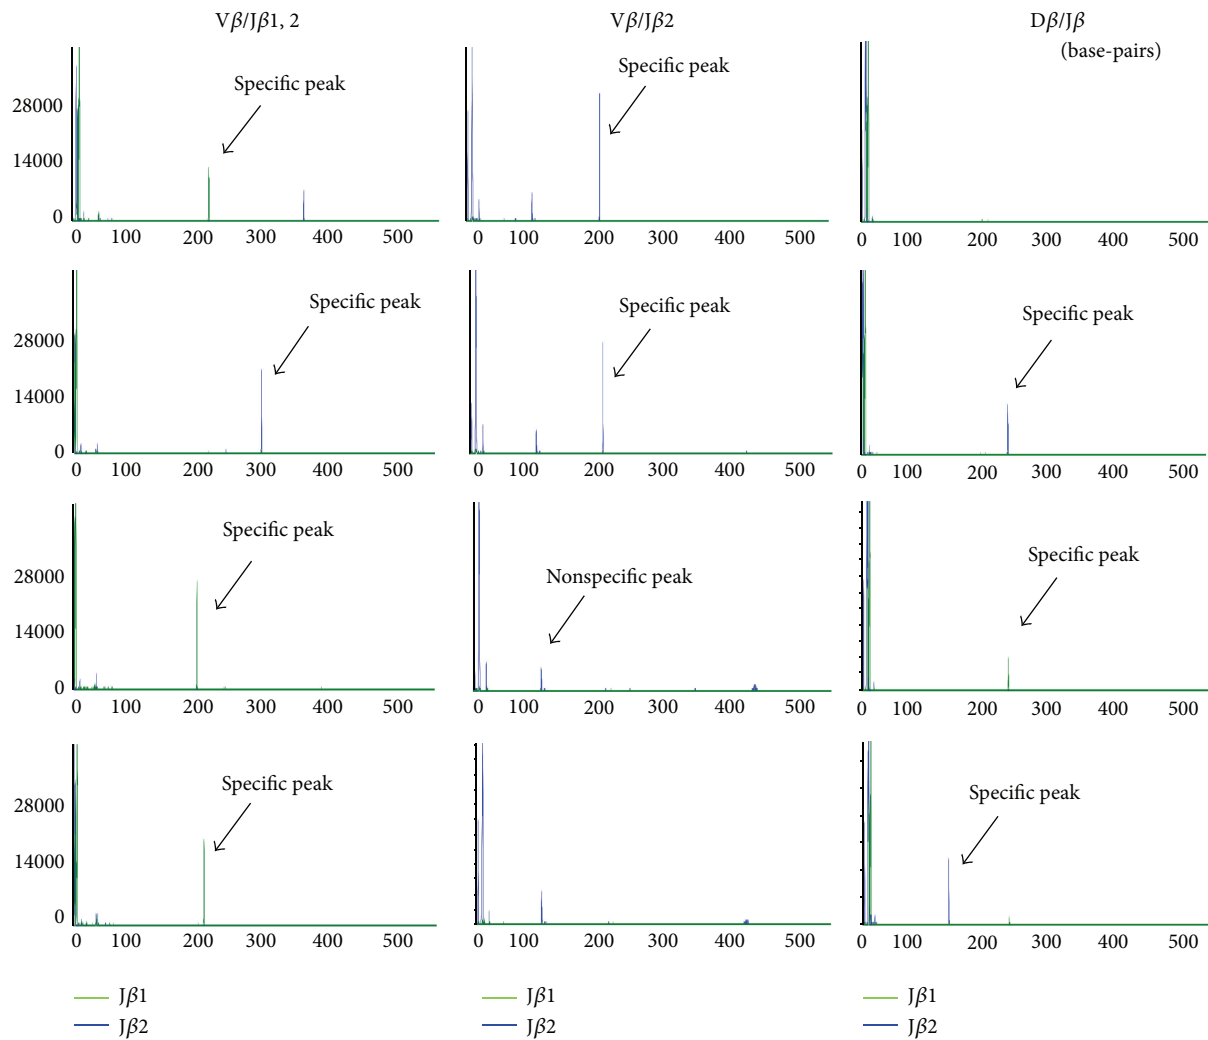 Vβ/Jβ1, 2 Vβ/Jβ2 Dβ/Jβ
(base-pairs)
Specific peak Specific peak
28000
14000
0
0 100 200 300 400 500 0 100 200 300 400 500 0 100 200 300 400 500
Specific peak Specific peak Specific peak
28000
14000
0
0 100 200 300 400 500 0 100 200 300 400 500 0 100 200 300 400 500
Specific peak Nonspecific peak Specific peak
28000
14000
0
0 100 200 300 400 500 0 100 200 300 400 500 0 100 200 300 400 500
Specific peak Specific peak
28000
14000
0
0 100 200 300 400 500 0 100 200 300 400 500 0 100 200 300 400 500
Jβ1 Jβ1 Jβ1
Jβ2 Jβ2 Jβ2